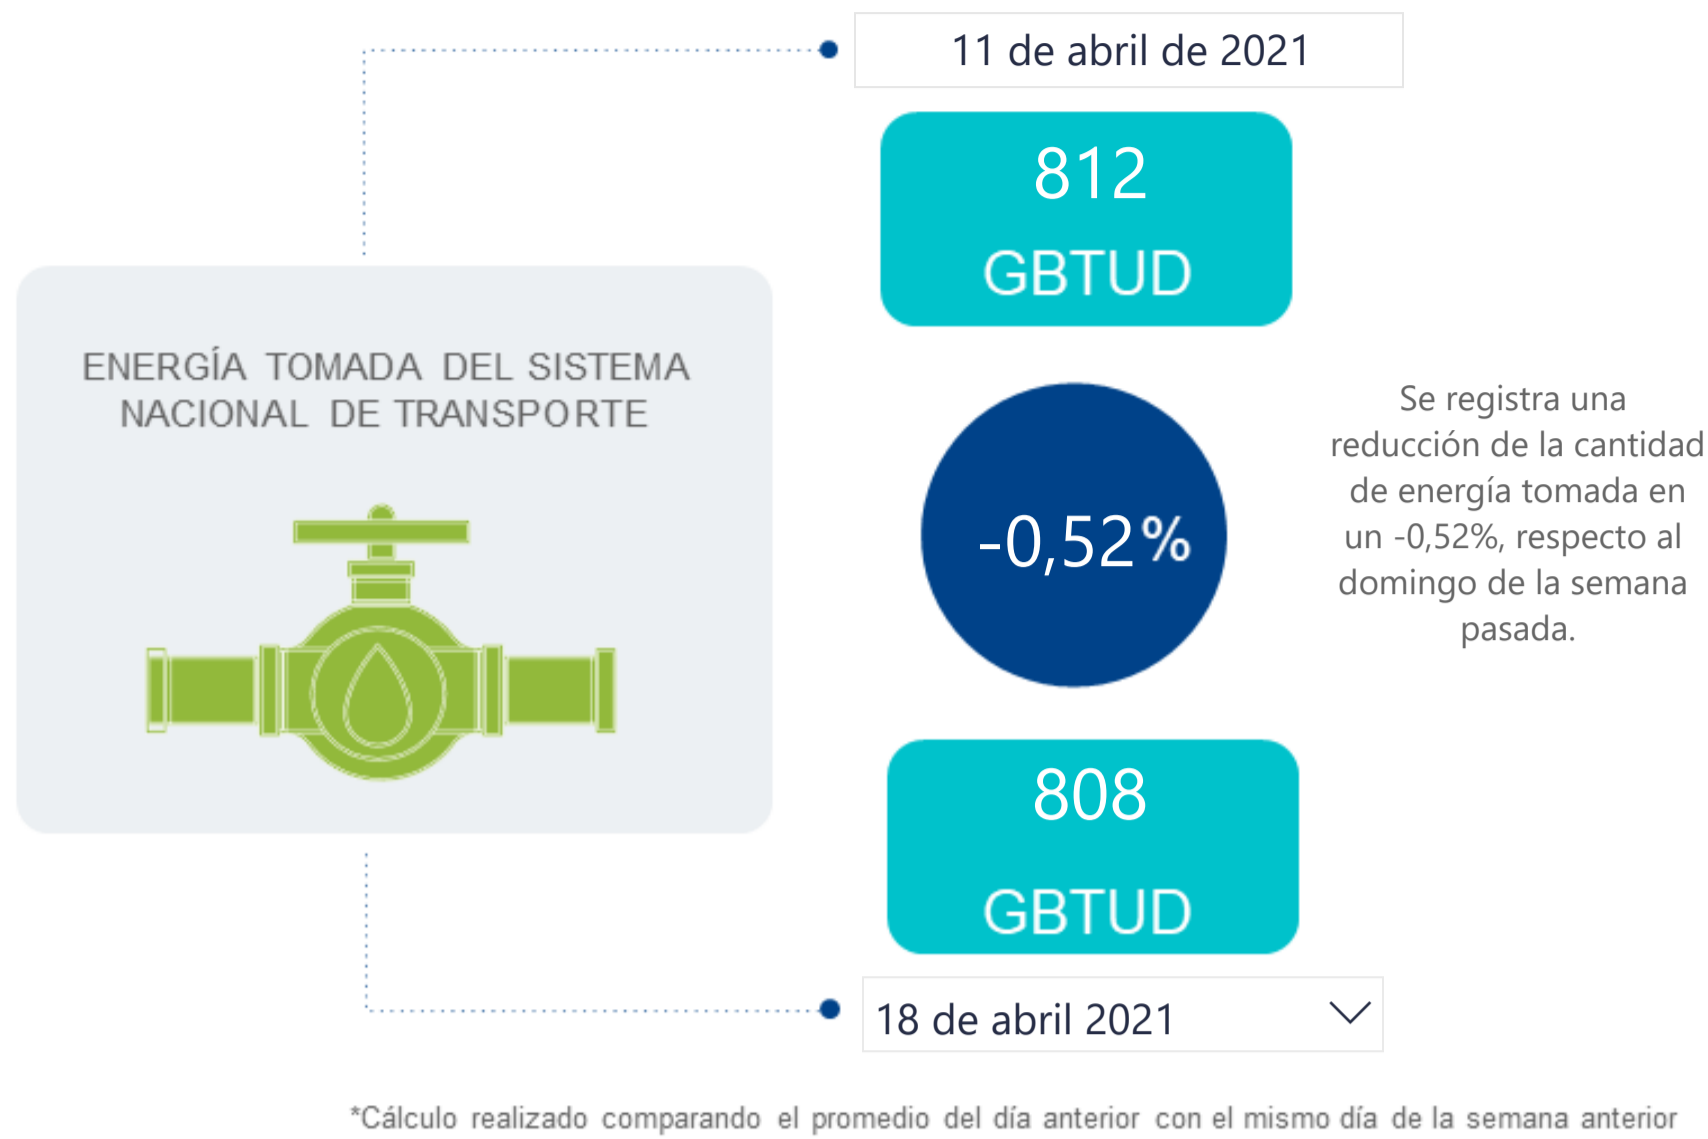 11 de abril de 2021
812
GBTUD
ENERGÍA TOMADA DEL SISTEMA
NACIONAL DE TRANSPORTE
-0,52%
Se registra una
reducción de la cantidad
de energía tomada en
un -0,52%, respecto al
domingo de la semana
pasada.
808
GBTUD
18 de abril 2021
*Cálculo realizado comparando el promedio del día anterior con el mismo día de la semana anterior